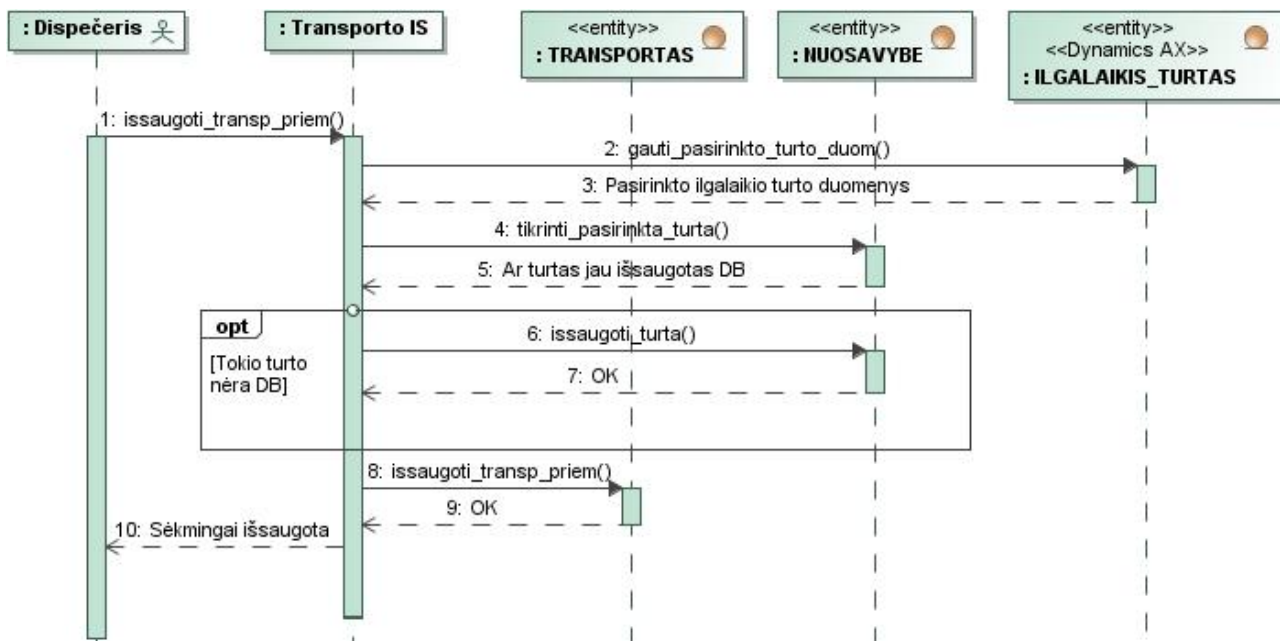 : Dispečeris
: Transporto IS
<<entity>>
: TRANSPORTAS
<<entity>>
: NUOSAVYBE
<<entity>>
<<Dynamics AX>>
: ILGALAIKIS_TURTAS
1: issaugoti_transp_priem()
2: gauti_pasirinkto_turto_duom()
3: Pasirinkto ilgalaikio turto duomenys
4: tikrinti_pasirinkta_turta()
5: Ar turtas jau išsaugotas DB
opt
[Tokio turto
nėra DB]
6: issaugoti_turta()
7: OK
8: issaugoti_transp_priem()
9: OK
10: Sėkmingai išsaugota